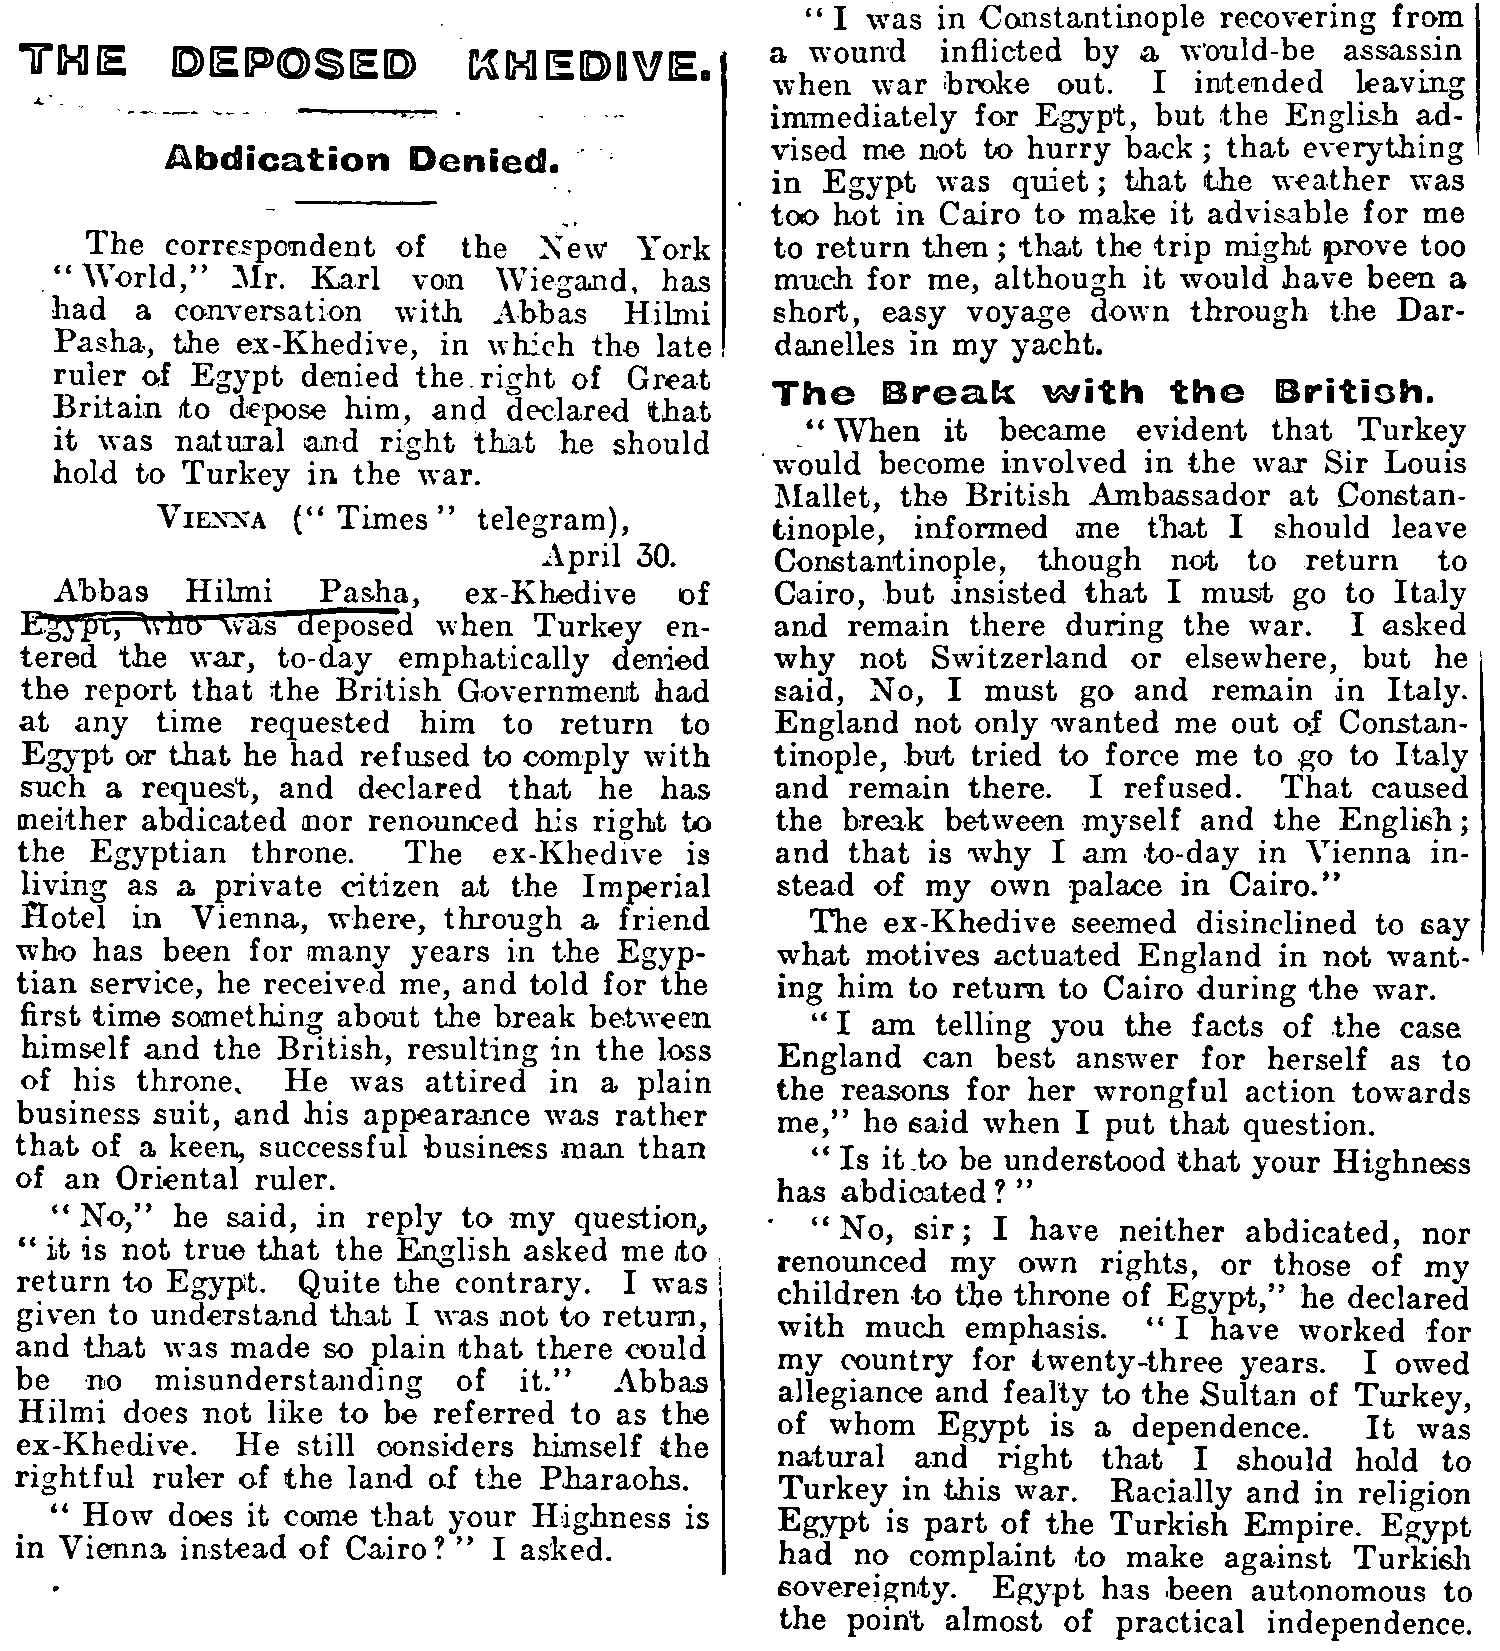 THE DEPOSED KHEDIVE.
Abdication Denied.
The correspondent of the New York
"World," Mr. Karl von Wiegand, has
had a conversation with Abbas Hilmi
Pasha, the ex-Khedive, in which the late
ruler of Egypt denied the right of Great
Britain to depose him, and declared that
it was natural and right that he should
hold to Turkey in the war.
VIENNA ("Times" telegram),
April 30.
Abbas Hilmi Pasha, ex-Khedive of
Egypt, who was deposed when Turkey en-
tered the war, to-day emphatically denied
the report that the British Government had
at any time requested him to return to
Egypt or that he had refused to comply with
such a request, and declared that he has
neither abdicated nor renounced his right to
the Egyptian throne. The ex-Khedive is
living as a private citizen at the Imperial
Hotel in Vienna, where, through a friend
who has been for many years in the Egyp-
tian service, he received me, and told for the
first time something about the break between
himself and the British, resulting in the loss
of his throne. He was attired in a plain
business suit, and his appearance was rather
that of a keen, successful business man than
of an Oriental ruler.
"No," he said, in reply to my question,
"it is not true that the English asked me to
return to Egypt. Quite the contrary. I was
given to understand that I was not to return,
and that was made so plain that there could
be no misunderstanding of it." Abbas
Hilmi does not like to be referred to as the
ex-Khedive. He still considers himself the
rightful ruler of the land of the Pharaohs.
"How does it come that your Highness is
in Vienna instead of Cairo?" I asked.
"I was in Constantinople recovering from
a wound inflicted by a would-be assassin
when war broke out. I intended leaving
immediately for Egypt, but the English ad-
vised me not to hurry back; that everything
in Egypt was quiet; that the weather was
too hot in Cairo to make it advisable for me
to return then; that the trip might prove too
much for me, although it would have been a
short, easy voyage down through the Dar-
danelles in my yacht.
The Break with the British.
"When it became evident that Turkey
would become involved in the war Sir Louis
Mallet, the British Ambassador at Constan-
tinople, informed me that I should leave
Constantinople, though not to return to
Cairo, but insisted that I must go to Italy
and remain there during the war. I asked
why not Switzerland or elsewhere, but he
said, No, I must go and remain in Italy.
England not only wanted me out of Constan-
tinople, but tried to force me to go to Italy
and remain there. I refused. That caused
the break between myself and the English;
and that is why I am to-day in Vienna in-
stead of my own palace in Cairo."
The ex-Khedive seemed disinclined to say
what motives actuated England in not want-
ing him to return to Cairo during the war.
"I am telling you the facts of the case
England can best answer for herself as to
the reasons for her wrongful action towards
me," he said when I put that question.
"Is it to be understood that your Highness
has abdicated?"
"No, sir; I have neither abdicated, nor
renounced my own rights, or those of my
children to the throne of Egypt," he declared
with much emphasis. "I have worked for
my country for twenty-three years. I owed
allegiance and fealty to the Sultan of Turkey,
of whom Egypt is a dependence. It was
natural and right that I should hold to
Turkey in this war. Racially and in religion
Egypt is part of the Turkish Empire. Egypt
had no complaint to make against Turkish
sovereignty. Egypt has been autonomous to
the point almost of practical independence.